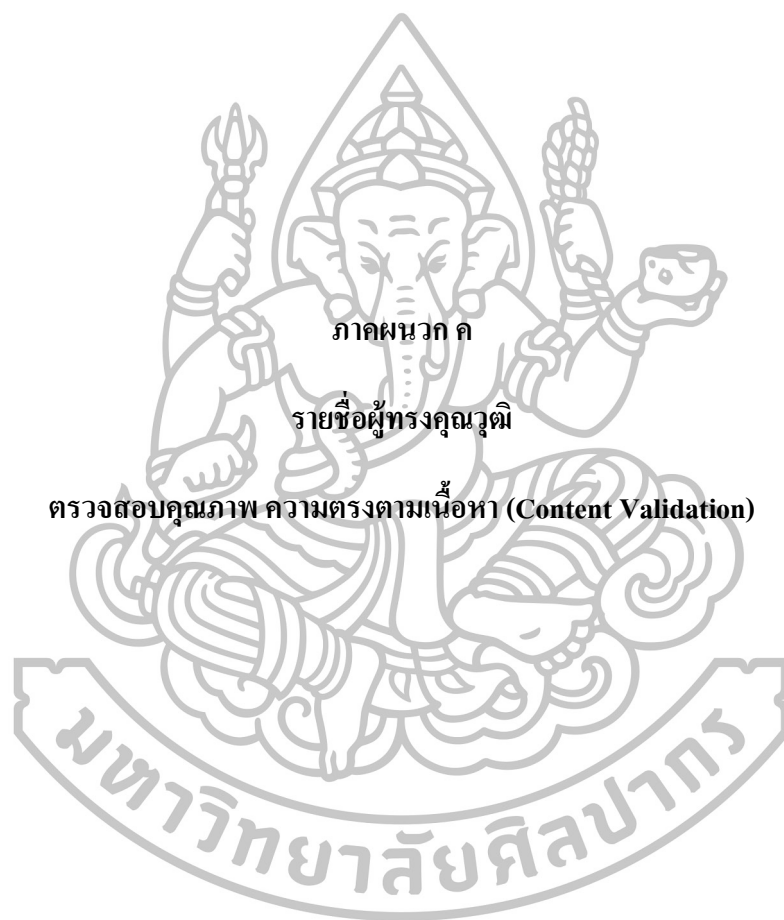 ภาคผนวก ค
รายชื่อผู้ทรงคุณวุฒิ
ตรวจสอบคุณภาพ ความตรงตามเนื้อหา (Content Validation)
มหาวิทยาลัยศิลปากร